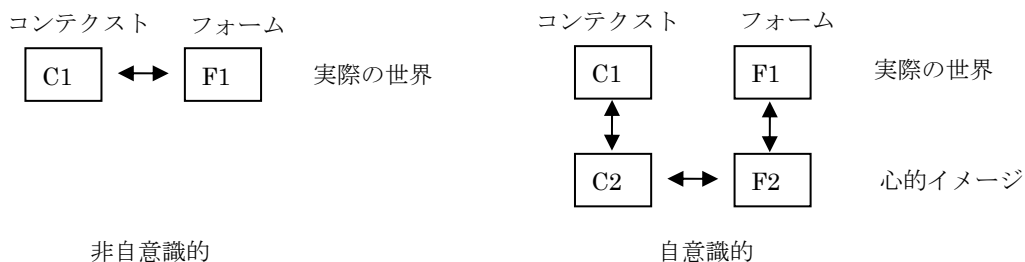 コンテクスト フォーム
C1 F1 実際の世界
非自意識的
コンテクスト フォーム
C1 F1 実際の世界
C2 F2 心的イメージ
自意識的